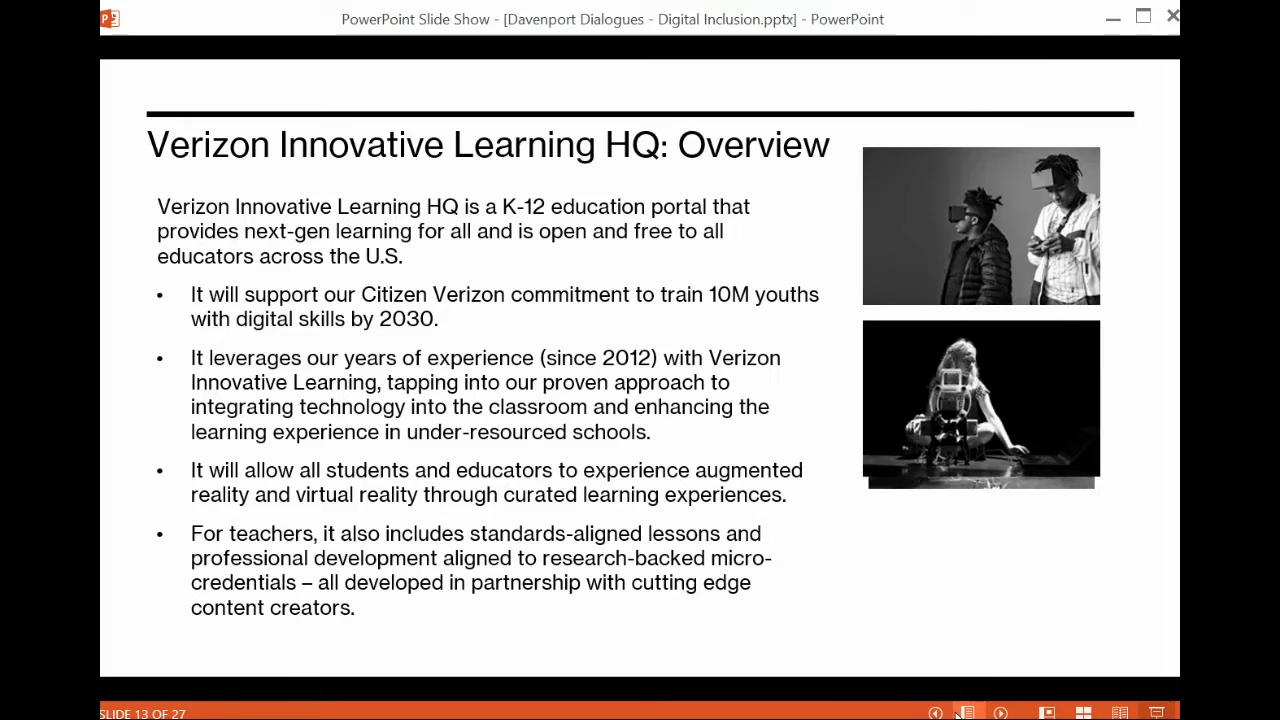 PowerPoint Slide Show - [Davenport Dialogues - Digital Inclusion.pptx] - PowerPoint
Verizon Innovative Learning HQ: Overview
Verizon Innovative Learning HQ is a K-12 education portal that
provides next-gen learning for all and is open and free to all
educators across the U.S.
• It will support our Citizen Verizon commitment to train 10M youths
with digital skills by 2030.
• It leverages our years of experience (since 2012) with Verizon
Innovative Learning, tapping into our proven approach to
integrating technology into the classroom and enhancing the
learning experience in under-resourced schools.
• It will allow all students and educators to experience augmented
reality and virtual reality through curated learning experiences.
• For teachers, it also includes standards-aligned lessons and
professional development aligned to research-backed micro-
credentials – all developed in partnership with cutting edge
content creators.
SLIDE 13 OF 27